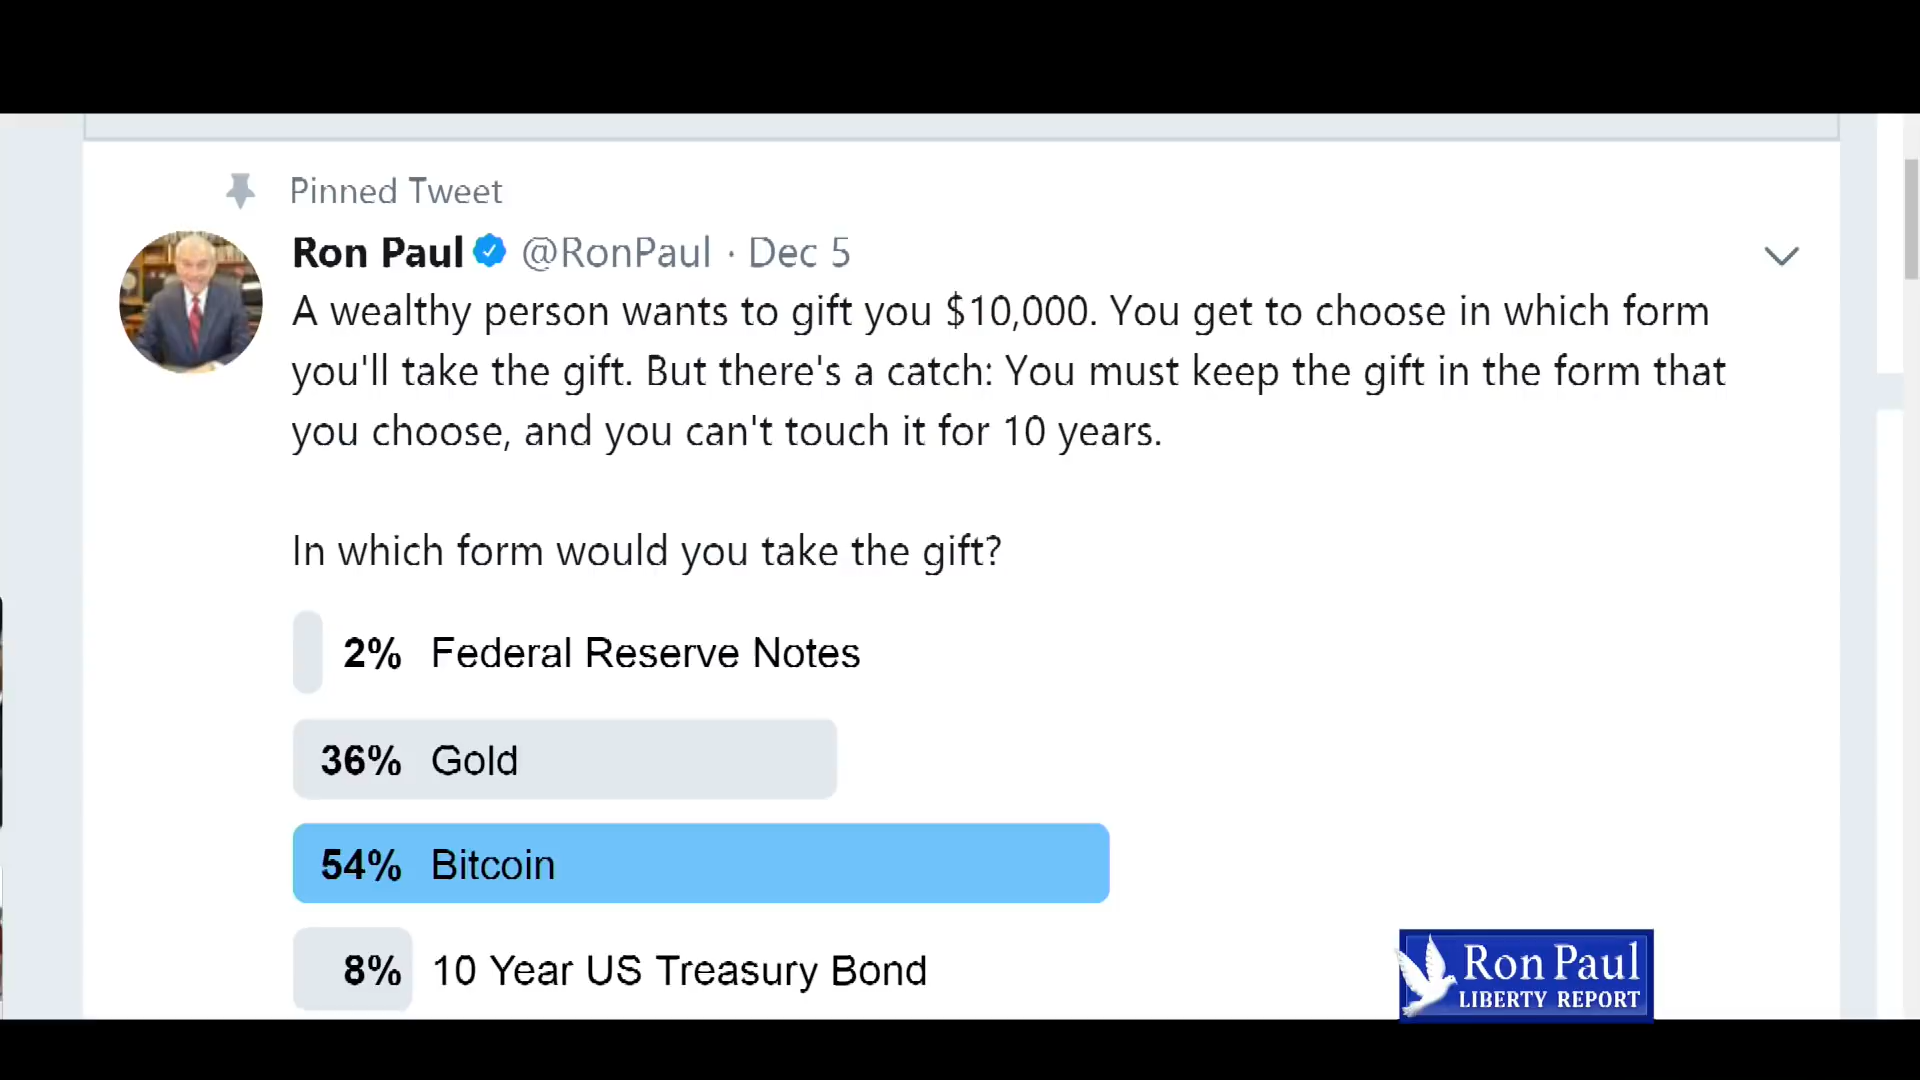 Pinned Tweet
Ron Paul @RonPaul · Dec 5
A wealthy person wants to gift you $10,000. You get to choose in which form
you'll take the gift. But there's a catch: You must keep the gift in the form that
you choose, and you can't touch it for 10 years.
In which form would you take the gift?
2% Federal Reserve Notes
36% Gold
54% Bitcoin
8% 10 Year US Treasury Bond
Ron Paul
LIBERTY REPORT